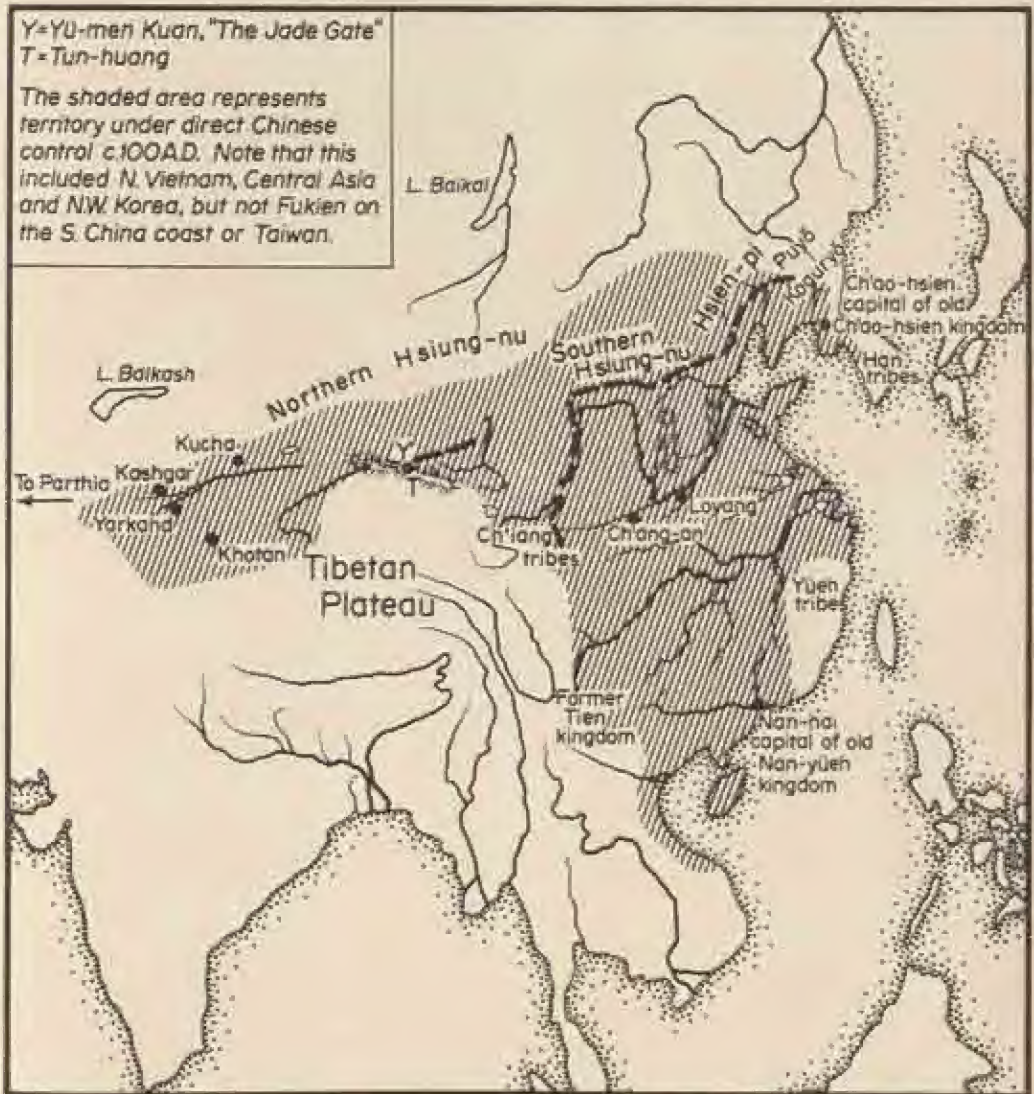 Y=Yü-men Kuan, "The Jade Gate"
T=Tun-huang
The shaded area represents
territory under direct Chinese
control c.100A.D. Note that this
included N. Vietnam, Central Asia
and N.W. Korea, but not Fukien on
the S. China coast or Taiwan.
L. Baikal
Hsien-pi
Puyŏ
Koguryŏ
Ch'ao-hsien
capital of old
Ch'ao-hsien kingdom
Han
tribes
Northern Hsiung-nu
Southern
Hsiung-nu
L. Balkash
Kucha
Kashgar
To Parthia
Yarkand
Khotan
Y
T
Ch'iang
tribes
Ch'ang-an
Loyang
Tibetan
Plateau
Yüeh
tribes
Former
Tien
kingdom
Nan-hai
capital of old
Nan-yüeh
kingdom